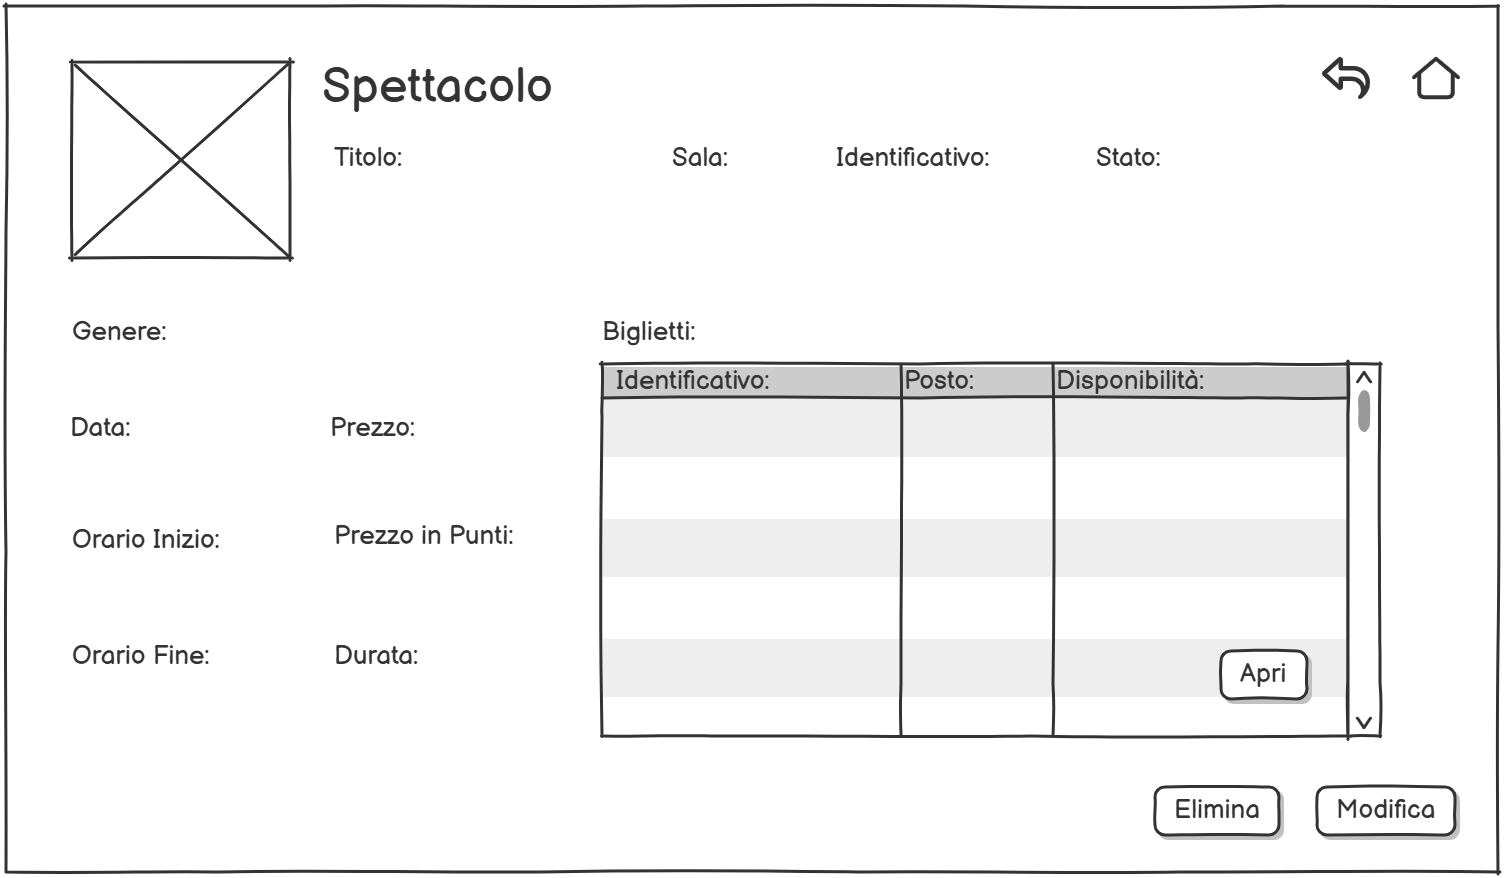 Spettacolo
Titolo: Sala: Identificativo: Stato:
Genere:
Biglietti:
Identificativo: Posto: Disponibilità:
Data: Prezzo:
Orario Inizio: Prezzo in Punti:
Orario Fine: Durata:
Apri
Elimina Modifica